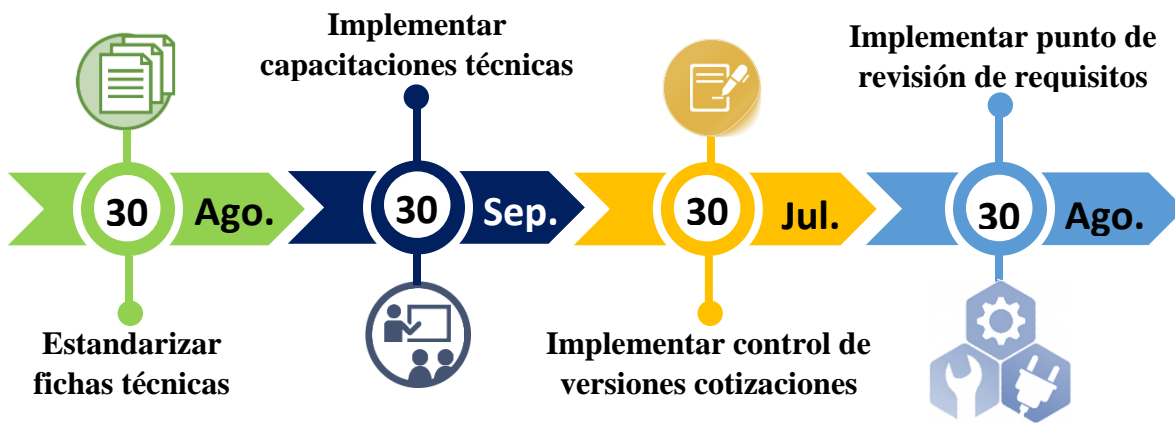 Implementar
capacitaciones técnicas
Implementar punto de
revisión de requisitos
30 Ago.
30 Sep.
30 Jul.
30 Ago.
Estandarizar
fichas técnicas
Implementar control de
versiones cotizaciones